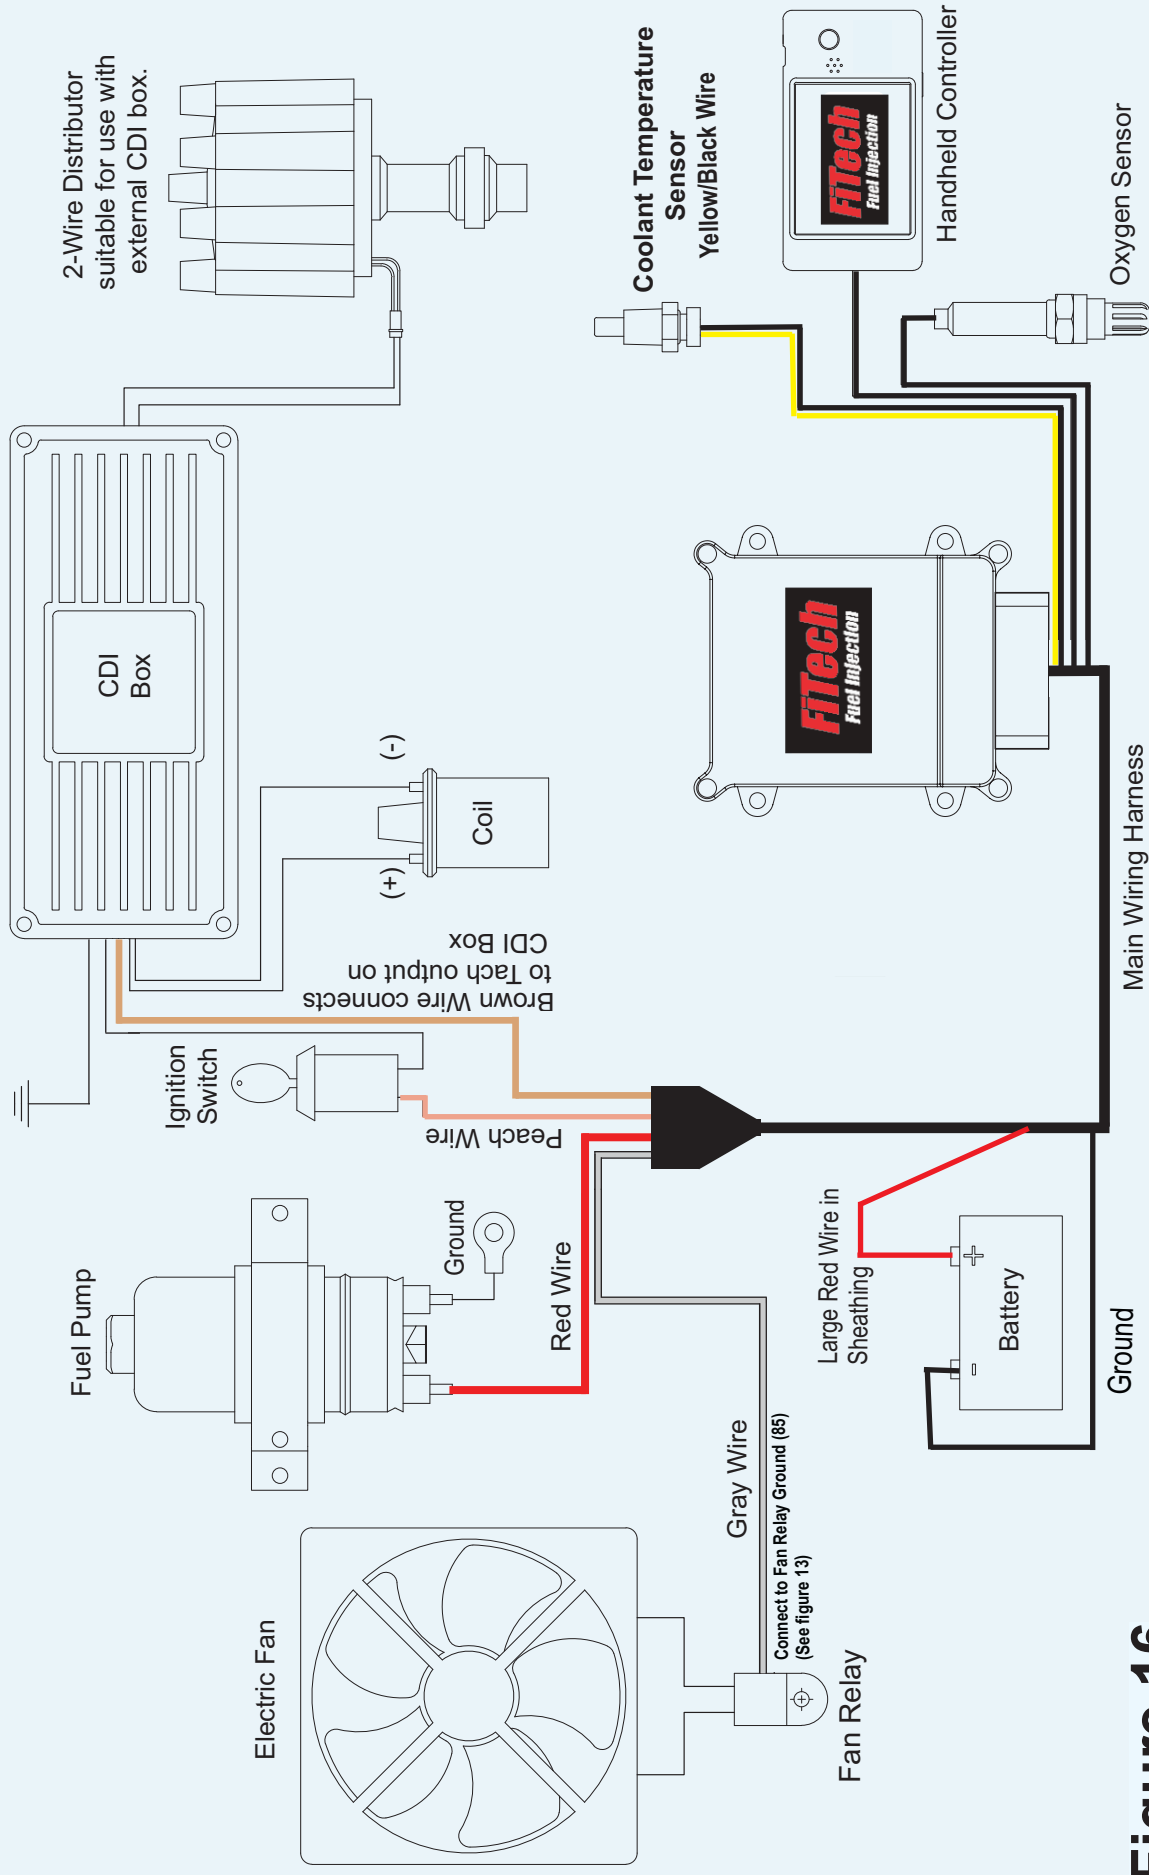 2-Wire Distributor
suitable for use with
external CDI box.
CDI
Box
Coil
(+)
(-)
Brown Wire connects
to Tach output on
CDI Box
Ignition
Switch
Peach Wire
Fuel Pump
Ground
Red Wire
Electric Fan
Gray Wire
Connect to Fan Relay Ground (85)
(See figure 13)
Fan Relay
Large Red Wire in
Sheathing
+
-
Battery
Ground
Coolant Temperature
Sensor
Yellow/Black Wire
FiTech
Fuel Injection
Handheld Controller
Oxygen Sensor
FiTech
Fuel Injection
Main Wiring Harness
Figure 16